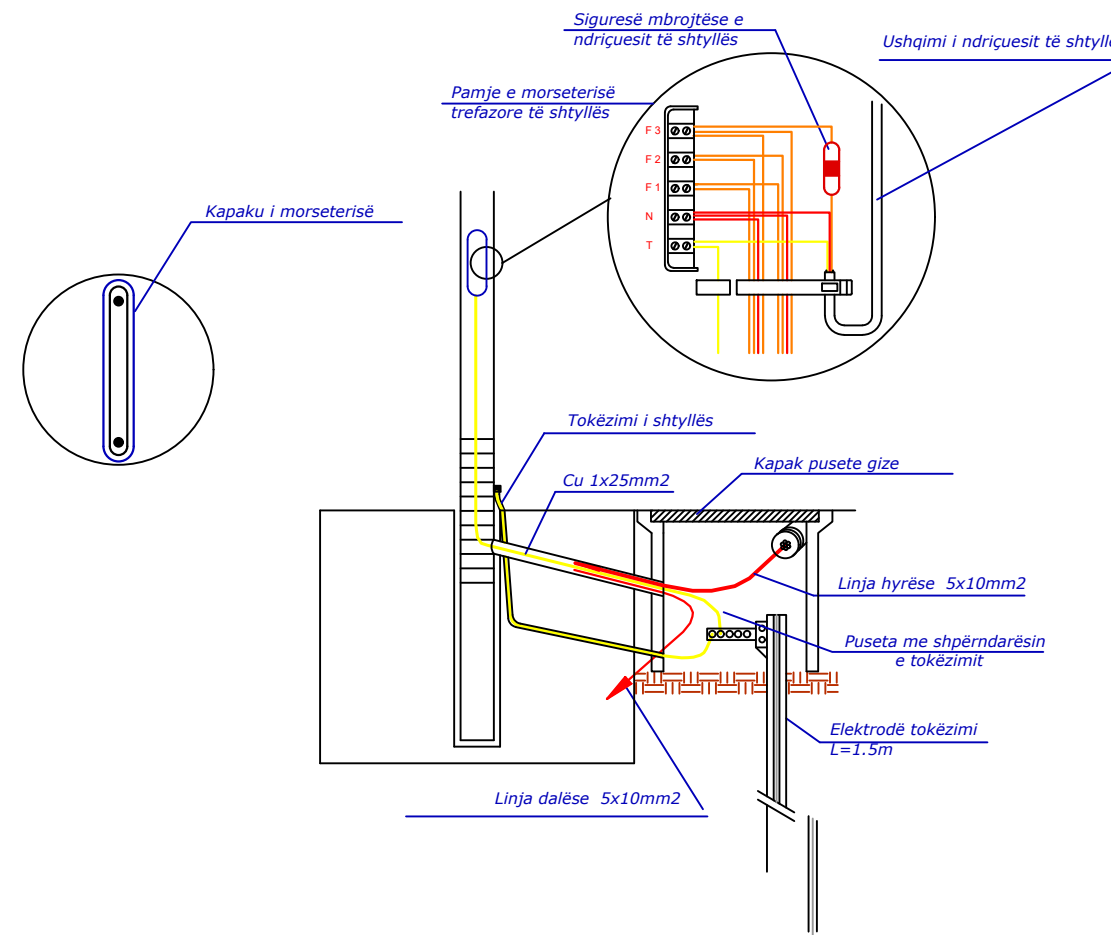 Siguresë mbrojtëse e
ndriçuesit të shtyllës
Ushqimi i ndriçuesit të
Pamje e morseterisë
trefazore të shtyllës
F 3
F 2
F 1
N
T
Kapaku i morseterisë
Tokëzimi i shtyllës
Kapak pusete gize
Cu 1x25mm2
Linja hyrëse 5x10mm2
Puseta me shpërndarësin
e tokëzimit
Elektrodë tokëzimi
L=1.5m
Linja dalëse 5x10mm2